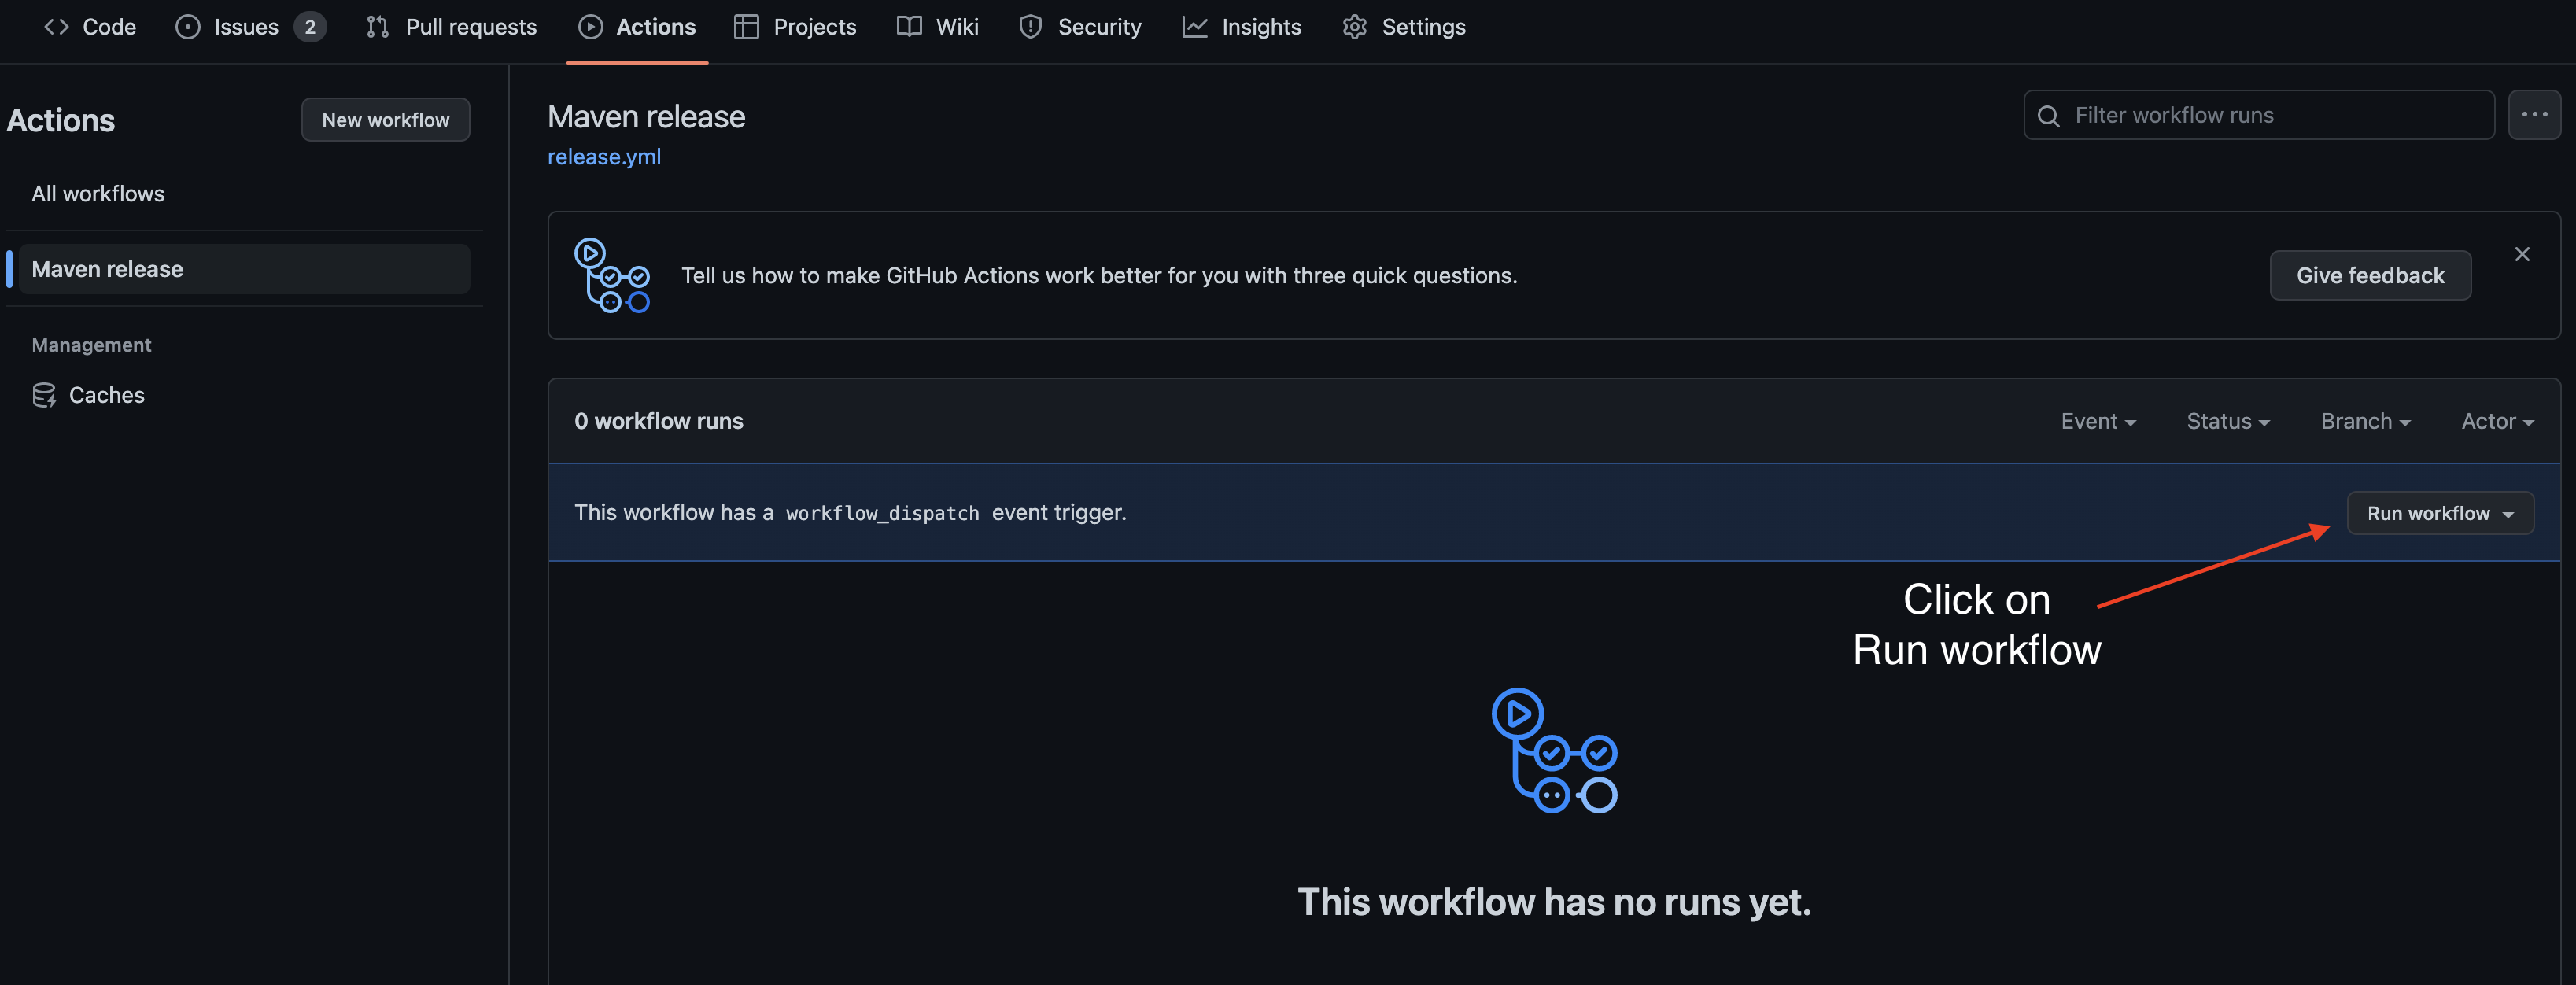 Code Issues 2 Pull requests Actions Projects Wiki Security Insights Settings
Actions
New workflow
All workflows
Maven release
Management
Caches
Maven release
release.yml
Filter workflow runs
Tell us how to make GitHub Actions work better for you with three quick questions.
Give feedback
0 workflow runs
Event Status Branch Actor
This workflow has a workflow_dispatch event trigger.
Run workflow
Click on
Run workflow
This workflow has no runs yet.